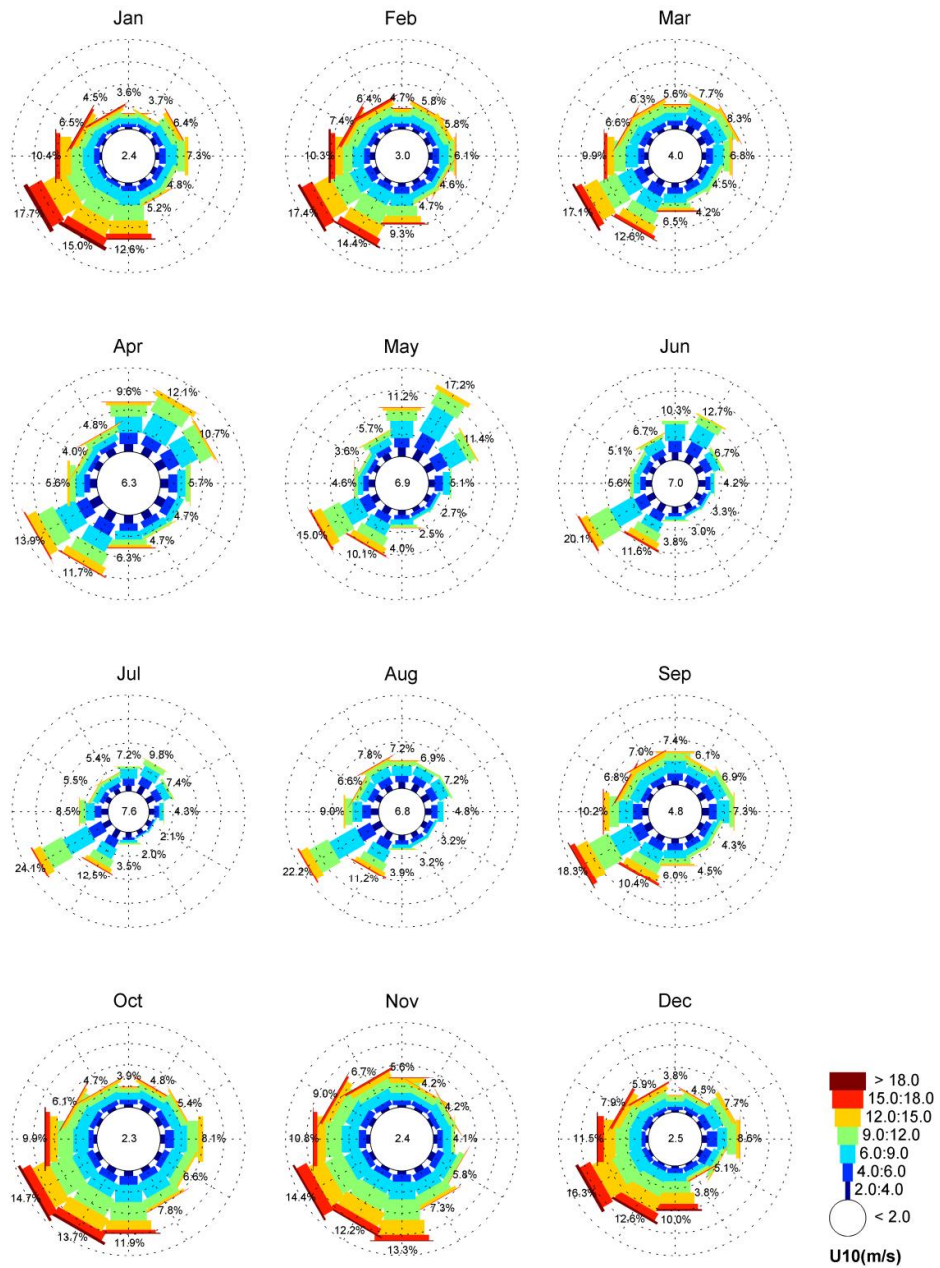 Jan Feb Mar
4.5% 3.6% 3.7% 6.5% 6.4% 10.4% 2.4 7.3% 4.8% 5.2% 17.7% 15.0% 12.6%
6.4% 4.7% 5.8% 7.4% 5.8% 10.3% 3.0 6.1% 4.6% 4.7% 17.4% 14.4% 9.3%
6.3% 5.6% 7.7% 6.6% 8.3% 9.9% 4.0 6.8% 4.5% 4.2% 17.1% 12.6% 6.5%
Apr May Jun
9.6% 12.1% 4.8% 10.7% 4.0% 5.6% 6.3 5.7% 4.7% 4.7% 13.9% 11.7% 6.3%
11.2% 17.2% 5.7% 11.4% 3.6% 4.6% 6.9 5.1% 2.7% 2.5% 15.0% 10.1% 4.0%
10.3% 12.7% 6.7% 6.7% 5.1% 5.6% 7.0 4.2% 3.3% 3.0% 20.1% 11.6% 3.8%
Jul Aug Sep
5.4% 7.2% 9.8% 5.5% 7.4% 8.5% 7.6 4.3% 2.1% 2.0% 24.1% 12.5% 3.5%
7.8% 7.2% 6.9% 6.6% 7.2% 9.0% 6.8 4.8% 3.2% 3.2% 22.2% 11.2% 3.9%
7.0% 7.4% 6.1% 6.8% 6.9% 10.2% 4.8 7.3% 4.3% 4.5% 18.3% 10.4% 6.0%
Oct Nov Dec
4.7% 3.9% 4.8% 6.1% 5.4% 9.9% 2.3 8.1% 6.6% 7.8% 14.7% 13.7% 11.9%
6.7% 5.6% 4.2% 9.0% 4.2% 10.8% 2.4 4.1% 5.8% 7.3% 14.4% 12.2% 13.3%
5.9% 3.8% 4.5% 7.9% 7.7% 11.5% 2.5 8.6% 5.1% 3.8% 16.3% 12.6% 10.0%
> 18.0
15.0:18.0
12.0:15.0
9.0:12.0
6.0:9.0
4.0:6.0
2.0:4.0
< 2.0
U10(m/s)